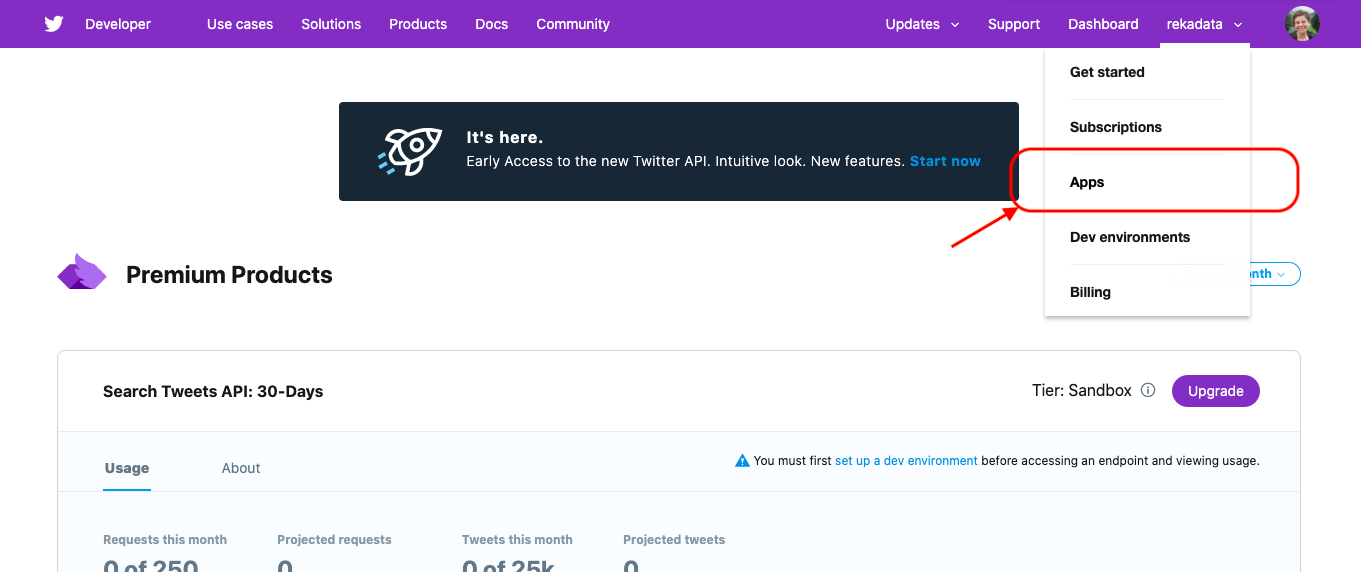 Developer Use cases Solutions Products Docs Community Updates Support Dashboard rekadata
Get started
Subscriptions
Apps
Dev environments
Billing
It's here.
Early Access to the new Twitter API. Intuitive look. New features. Start now
Premium Products
Search Tweets API: 30-Days
Tier: Sandbox Upgrade
Usage About
You must first set up a dev environment before accessing an endpoint and viewing usage.
Requests this month Projected requests Tweets this month Projected tweets
0 of 250 0 0 of 25k 0